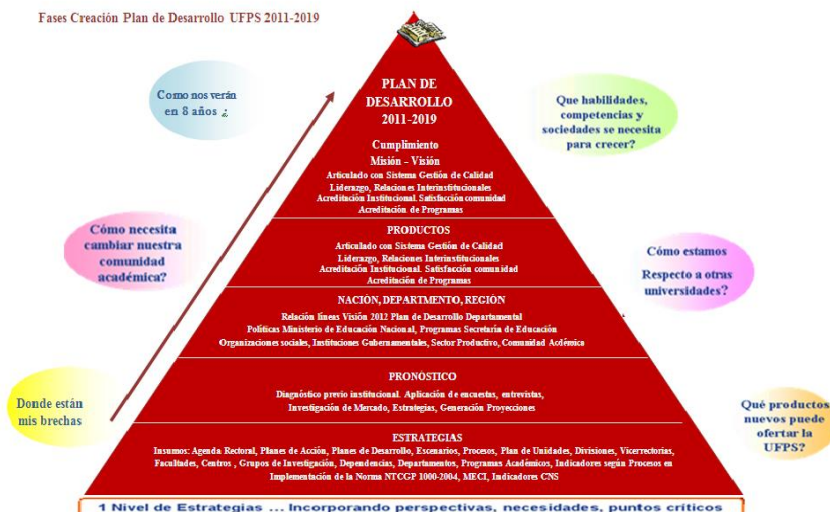 Fases Creación Plan de Desarrollo UFPS 2011-2019
Como nos verán
en 8 años ¿
Que habilidades,
competencias y
sociedades se necesita
para crecer?
PLAN DE
DESARROLLO
2011-2019
Cumplimiento
Misión – Visión
Articulado con Sistema Gestión de Calidad
Liderazgo, Relaciones Interinstitucionales
Acreditación Institucional. Satisfacción comunidad
Acreditación de Programas
Cómo necesita
cambiar nuestra
comunidad
académica?
Cómo estamos
Respecto a otras
universidades?
PRODUCTOS
Articulado con Sistema Gestión de Calidad
Liderazgo, Relaciones Interinstitucionales
Acreditación Institucional. Satisfacción comunidad
Acreditación de Programas
NACIÓN, DEPARTMENTO, REGIÓN
Relación líneas Visión 2012 Plan de Desarrollo Departamental
Políticas Ministerio de Educación Nacional, Programas Secretaría de Educación
Organizaciones sociales, Instituciones Gubernamentales, Sector Productivo, Comunidad
PRONÓSTICO
Diagnóstico previo institucional. Aplicación de encuestas, entrevistas,
Investigación de Mercado, Estrategias, Generación Proyecciones
Donde están
mis brechas
Qué productos
nuevos puede
ofertar la
UFPS?
ESTRATEGIAS
Insumos: Agenda Rectoral, Planes de Acción, Planes de Desarrollo, Escenarios, Procesos, Plan de Unidades, Divisiones, Vicerrectorías,
Facultades, Centros , Grupos de Investigación, Dependencias, Departamentos, Programas Académicos, Indicadores según Procesos en
Implementación de la Norma NTCGP 1000-2004, MECI, Indicadores CNS
1 Nivel de Estrategias ... Incorporando perspectivas, necesidades, puntos críticos